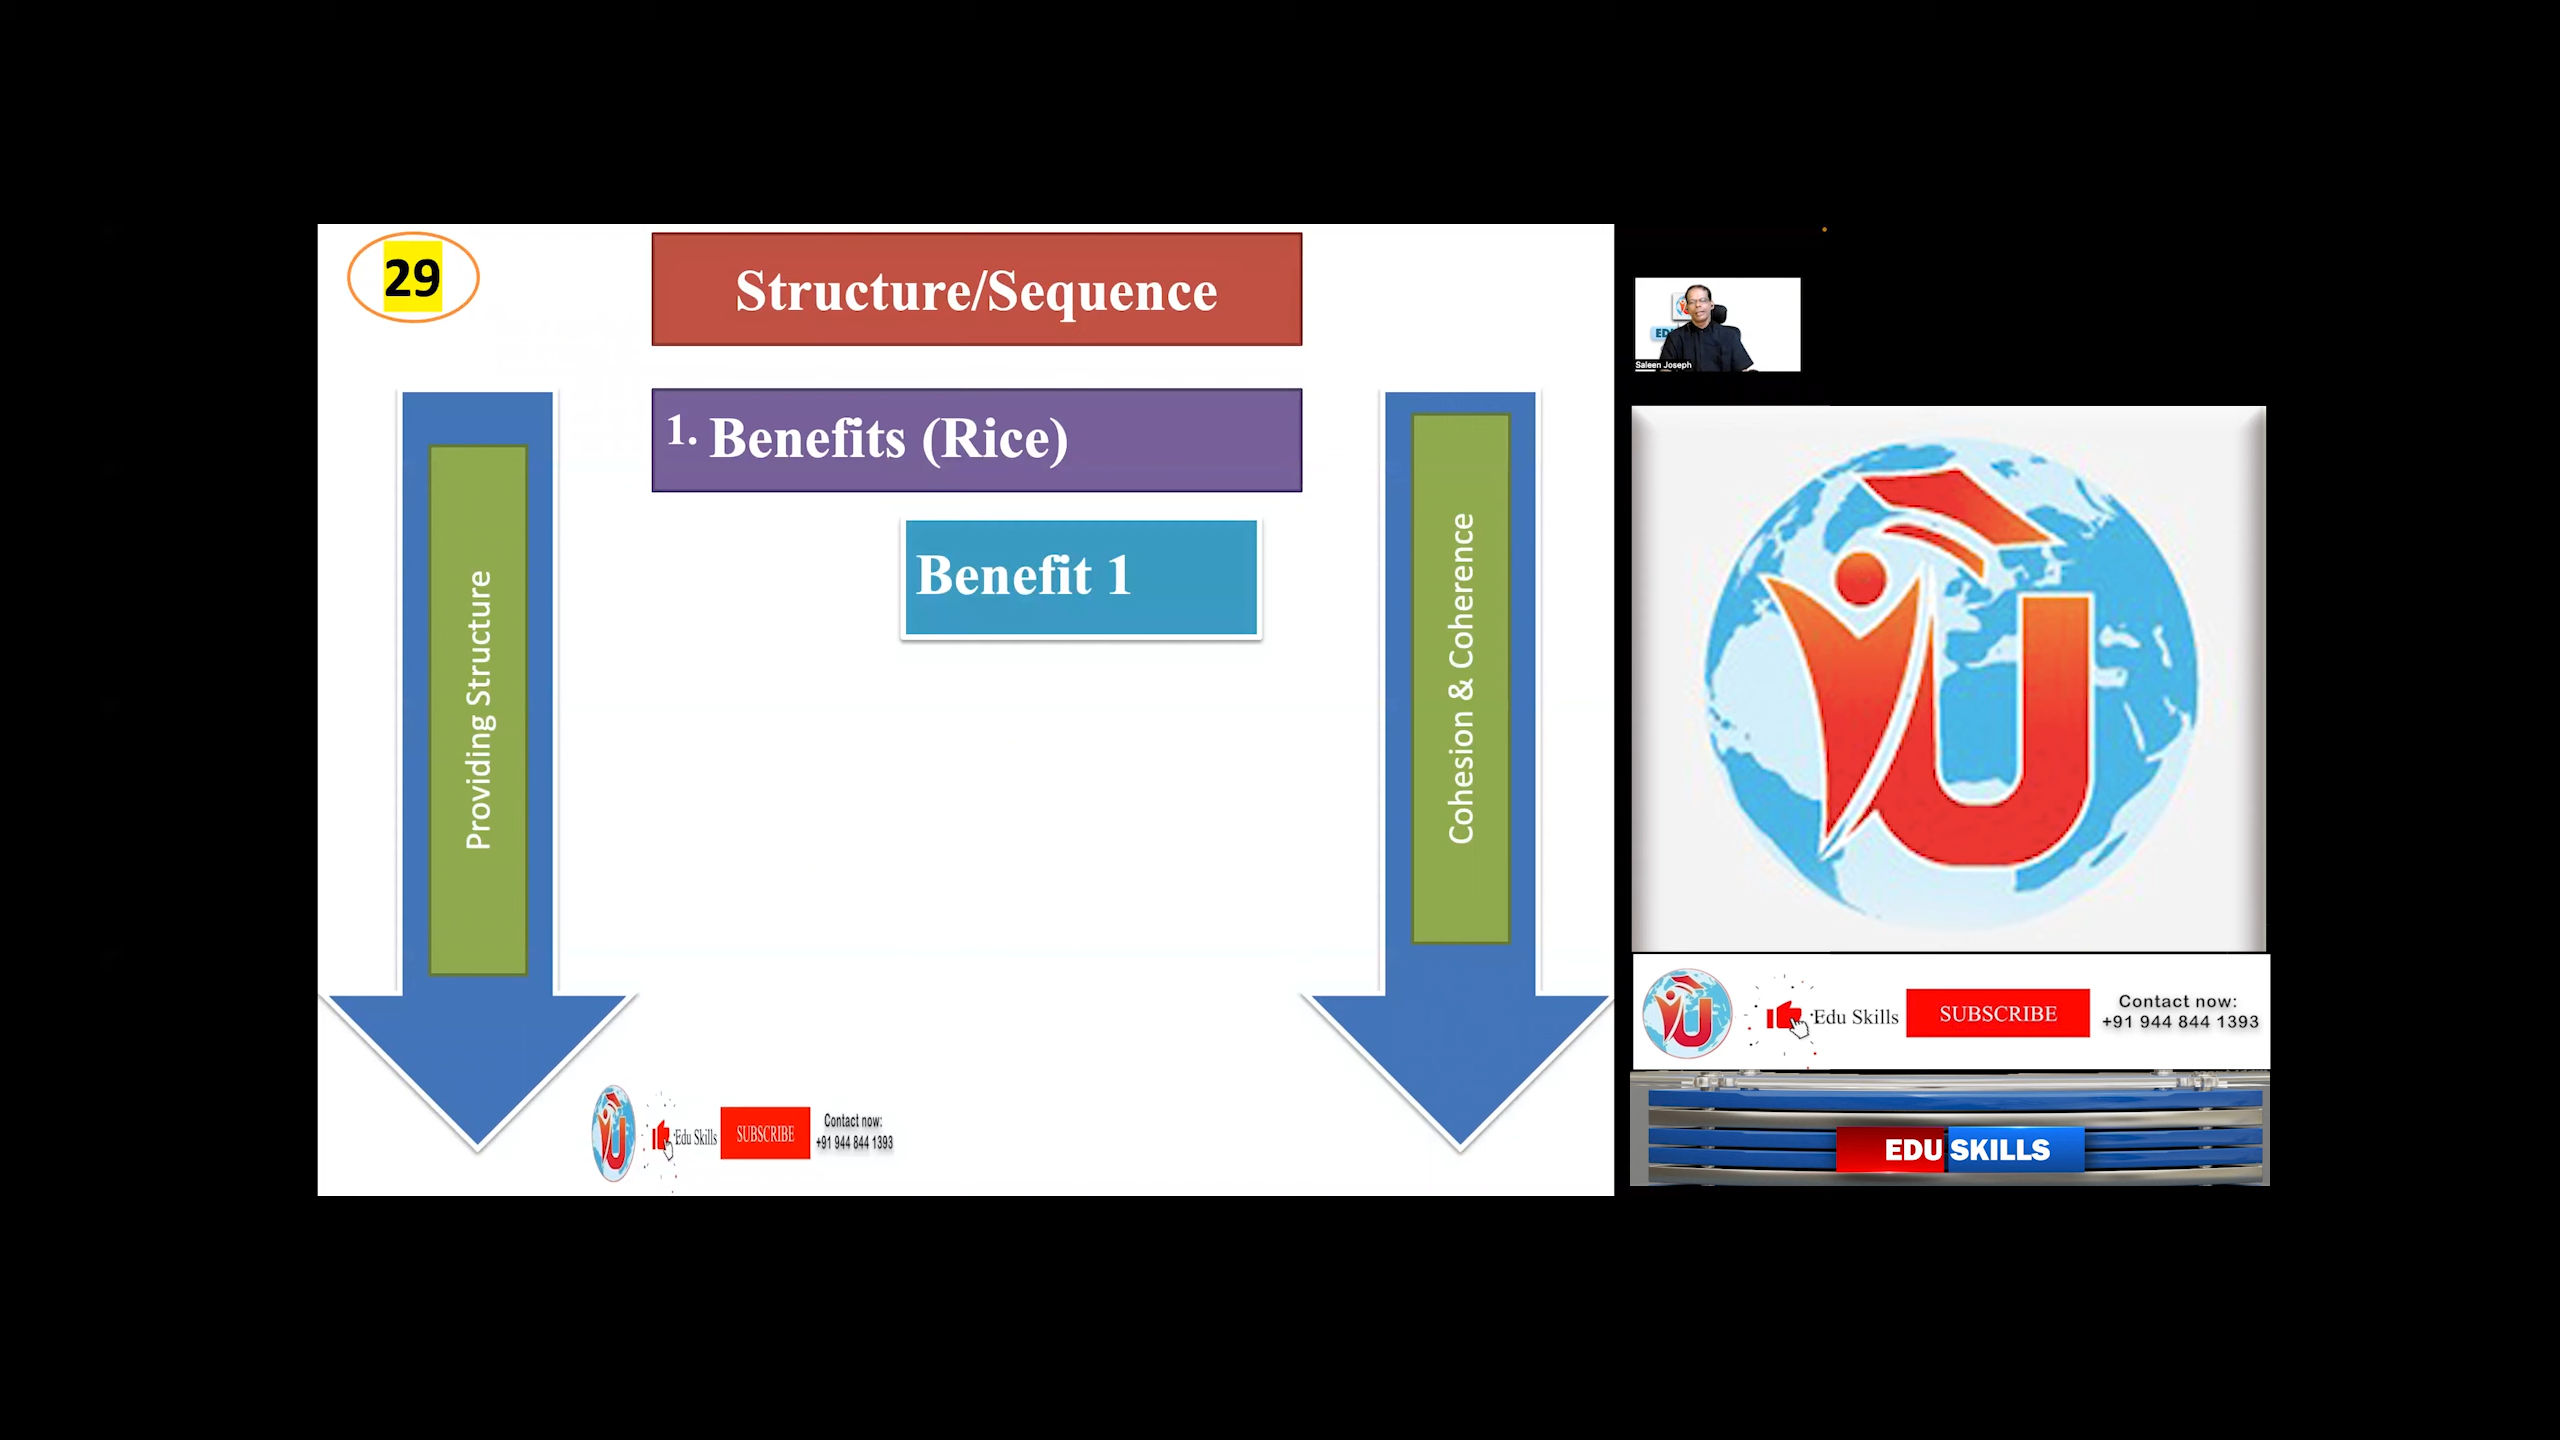 29
Structure/Sequence
1. Benefits (Rice)
Benefit 1
Providing Structure
Cohesion & Coherence
Edu Skills
SUBSCRIBE
Contact now:
+91 944 844 1393
Saleen Joseph
Edu Skills
SUBSCRIBE
Contact now:
+91 944 844 1393
EDU SKILLS